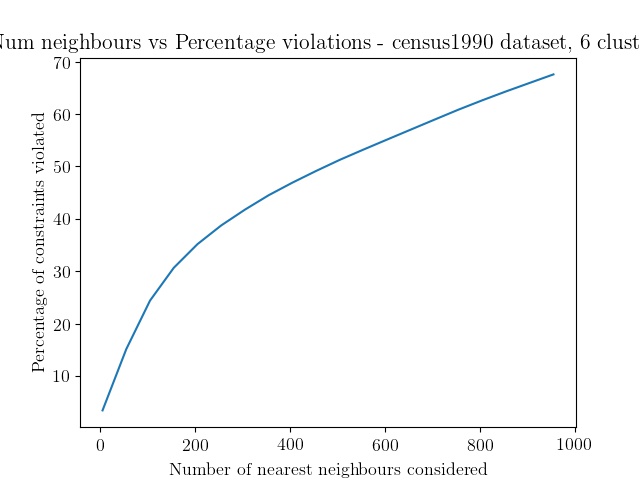 Num neighbours vs Percentage violations - census1990 dataset, 6 clust
70
60
50
40
30
20
10
Percentage of constraints violated
0 200 400 600 800 1000
Number of nearest neighbours considered